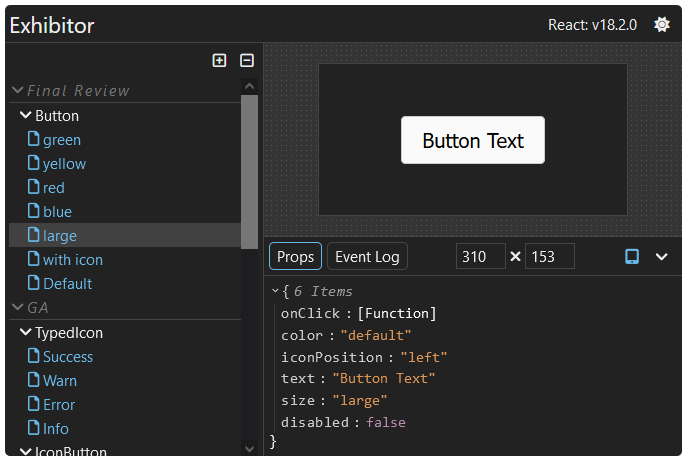 Exhibitor
React: v18.2.0
Final Review
Button
green
yellow
red
blue
large
with icon
Default
GA
TypedIcon
Success
Warn
Error
Info
IconButton
Button Text
Props Event Log 310 × 153
{ 6 Items
onClick : [Function]
color : "default"
iconPosition : "left"
text : "Button Text"
size : "large"
disabled : false
}